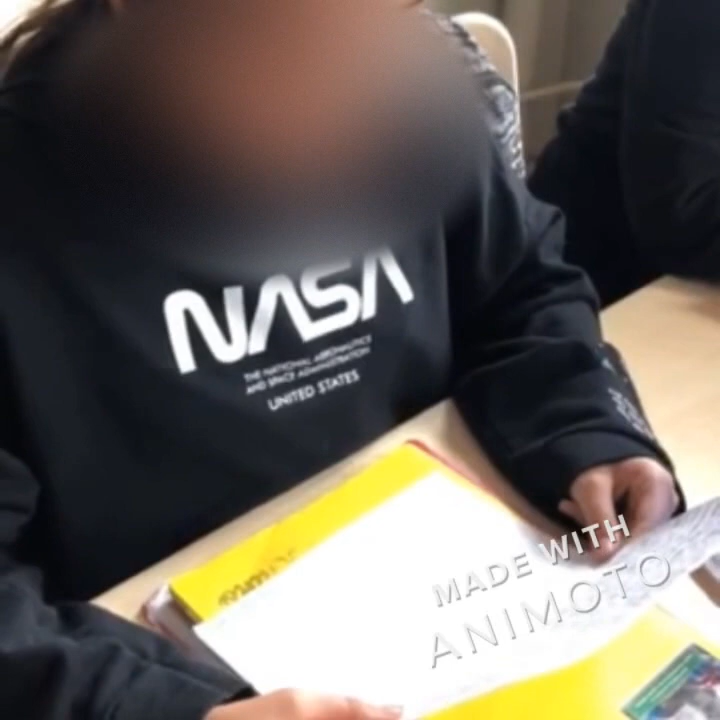 NASA
THE NATIONAL AERONAUTICS
AND SPACE ADMINISTRATION
UNITED STATES
MADE WITH
ANIMOTO